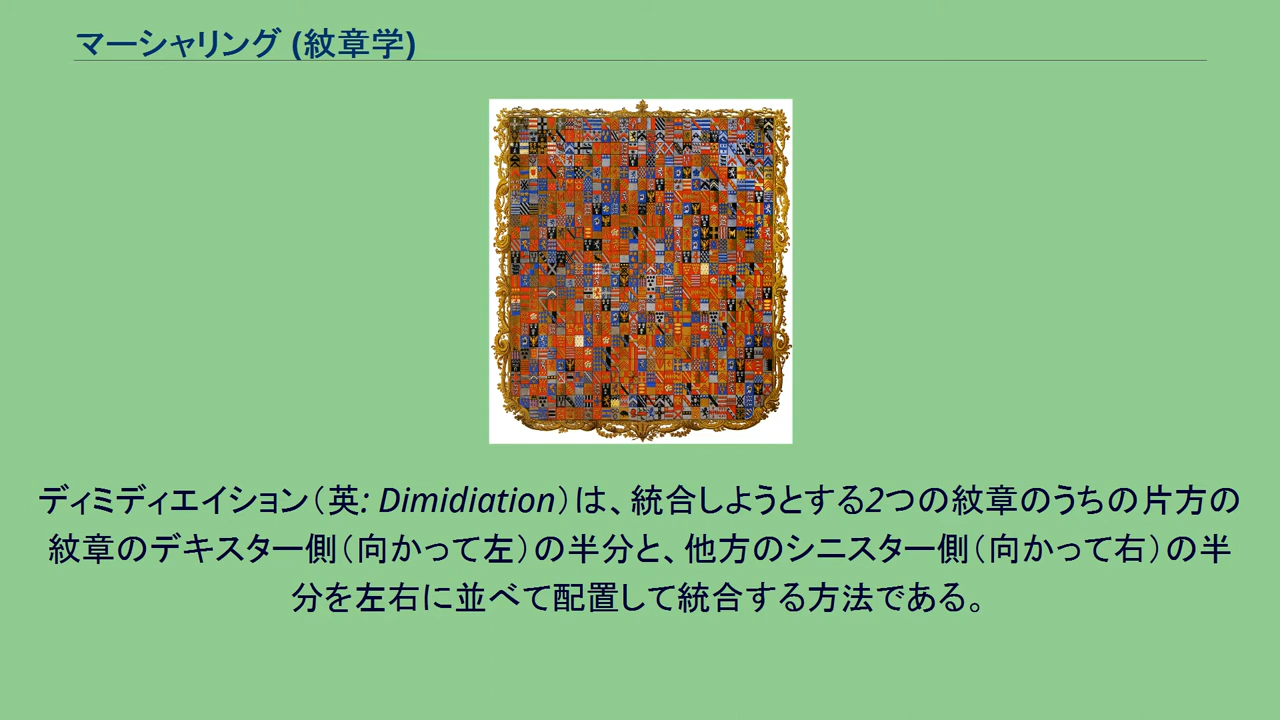 マーシャリング (紋章学)
ディミディエイション（英: Dimidiation）は、統合しようとする2つの紋章のうちの片方の
紋章のデキスター側（向かって左）の半分と、他方のシニスター側（向かって右）の半
分を左右に並べて配置して統合する方法である。